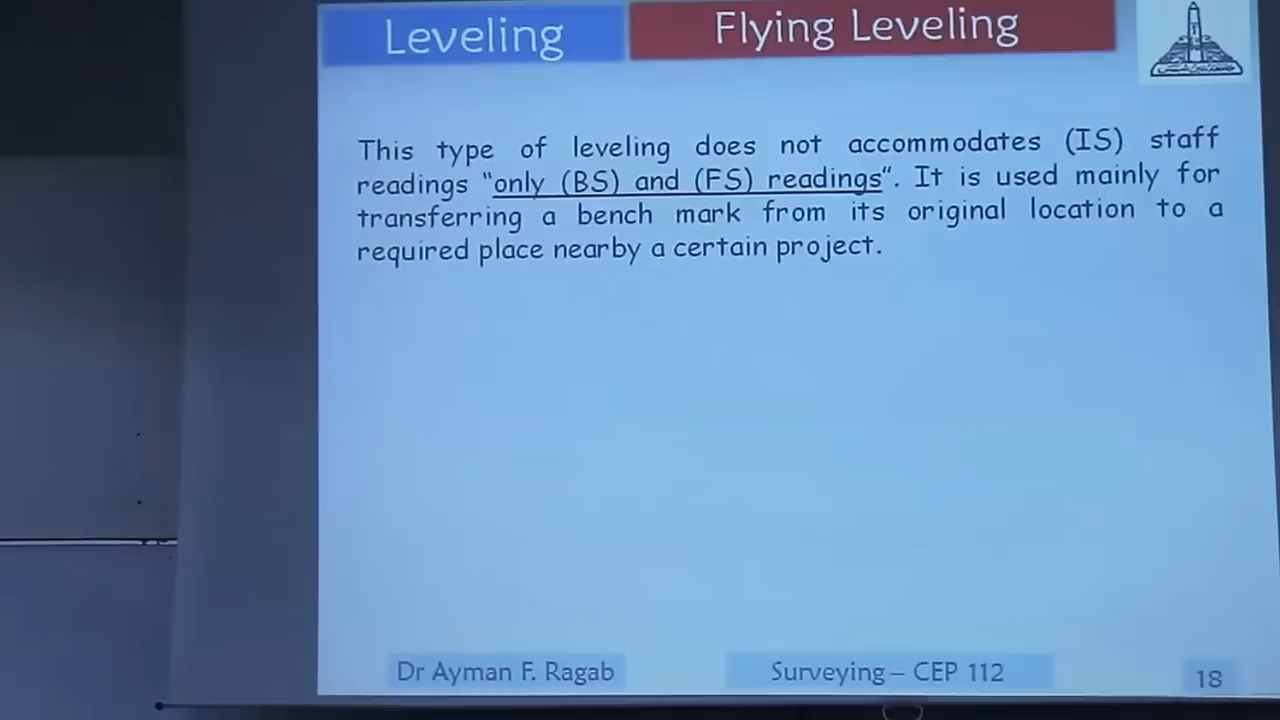 Leveling
Flying Leveling
This type of leveling does not accommodates (IS) staff
readings "only (BS) and (FS) readings". It is used mainly for
transferring a bench mark from its original location to a
required place nearby a certain project.
Dr Ayman F. Ragab
Surveying – CEP 112
18